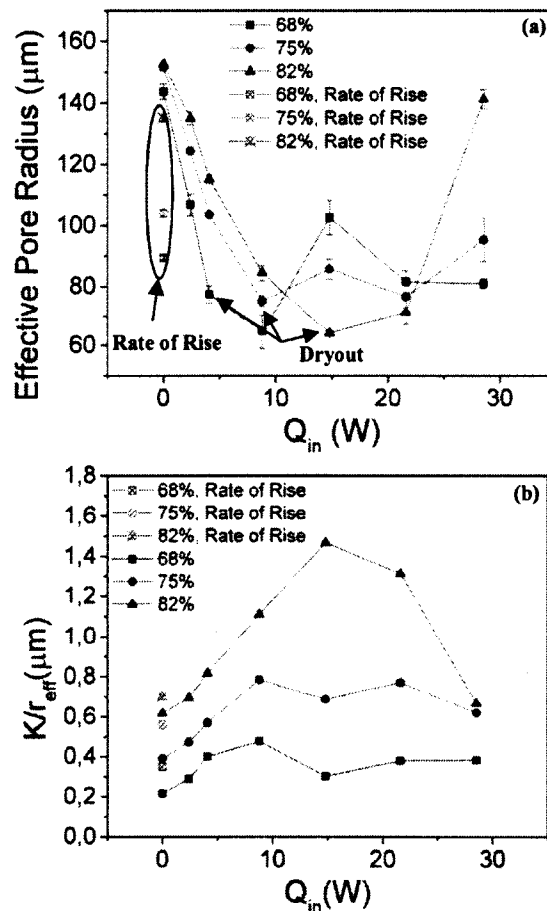 (a)
68%
75%
82%
68%, Rate of Rise
75%, Rate of Rise
82%, Rate of Rise
Effective Pore Radius (μm)
160
140
120
100
80
60
Rate of Rise
Dryout
0
10
20
30
Q_in (W)
(b)
68%, Rate of Rise
75%, Rate of Rise
82%, Rate of Rise
68%
75%
82%
K/r_eff(μm)
1,8
1,6
1,4
1,2
1,0
0,8
0,6
0,4
0,2
0,0
0
10
20
30
Q_in(W)